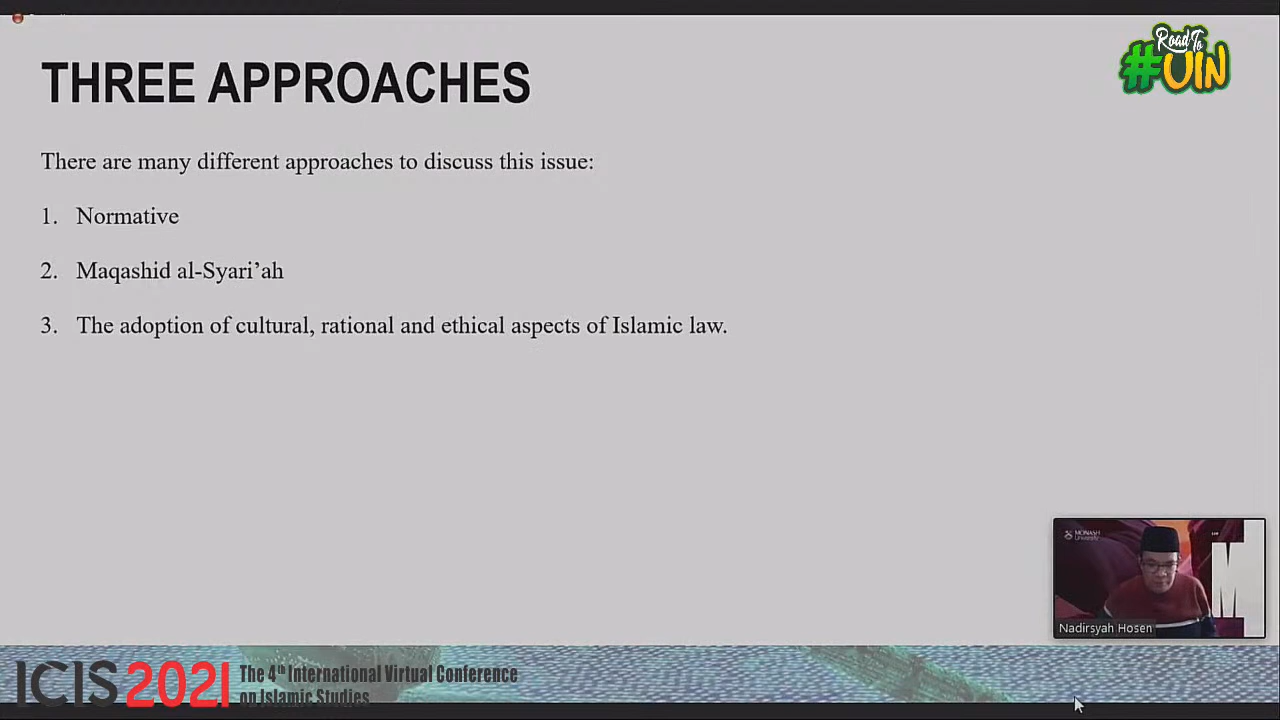 THREE APPROACHES
Road To
#UIN
There are many different approaches to discuss this issue:
1. Normative
2. Maqashid al-Syari’ah
3. The adoption of cultural, rational and ethical aspects of Islamic law.
MONASH
University
M
Nadirsyah Hosen
ICIS 2021
The 4th International Virtual Conference
on Islamic Studies